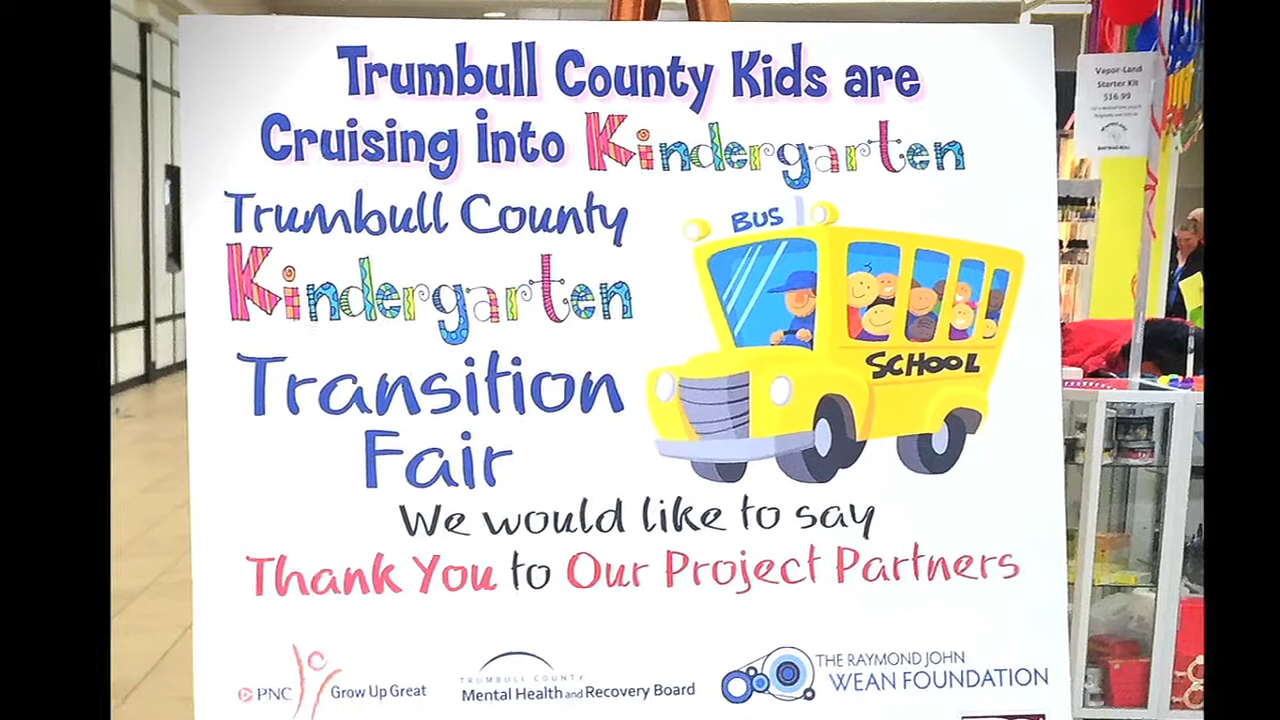 Trumbull County Kids are
Cruising into Kindergarten
Trumbull County
Kindergarten
Transition
Fair
BUS
SCHOOL
We would like to say
Thank You to Our Project Partners
PNC Grow Up Great
TRUMBULL COUNTY
Mental Health and Recovery Board
THE RAYMOND JOHN
WEAN FOUNDATION
Vapor-Land
Starter Kit
$16.99